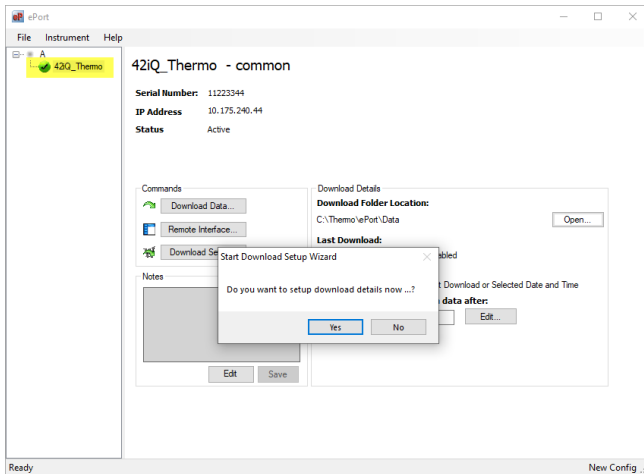 eP ePort
File Instrument Help
A
42iQ_Thermo
42iQ_Thermo - common
Serial Number: 11223344
IP Address 10.175.240.44
Status Active
Commands
Download Data...
Remote Interface...
Download Se
Notes
Edit Save
Download Details
Download Folder Location:
C:\Thermo\ePort\Data
Open...
Last Download:
abled
t Download or Selected Date and Time
data after:
Edit...
Start Download Setup Wizard
Do you want to setup download details now ...?
Yes No
Ready New Config